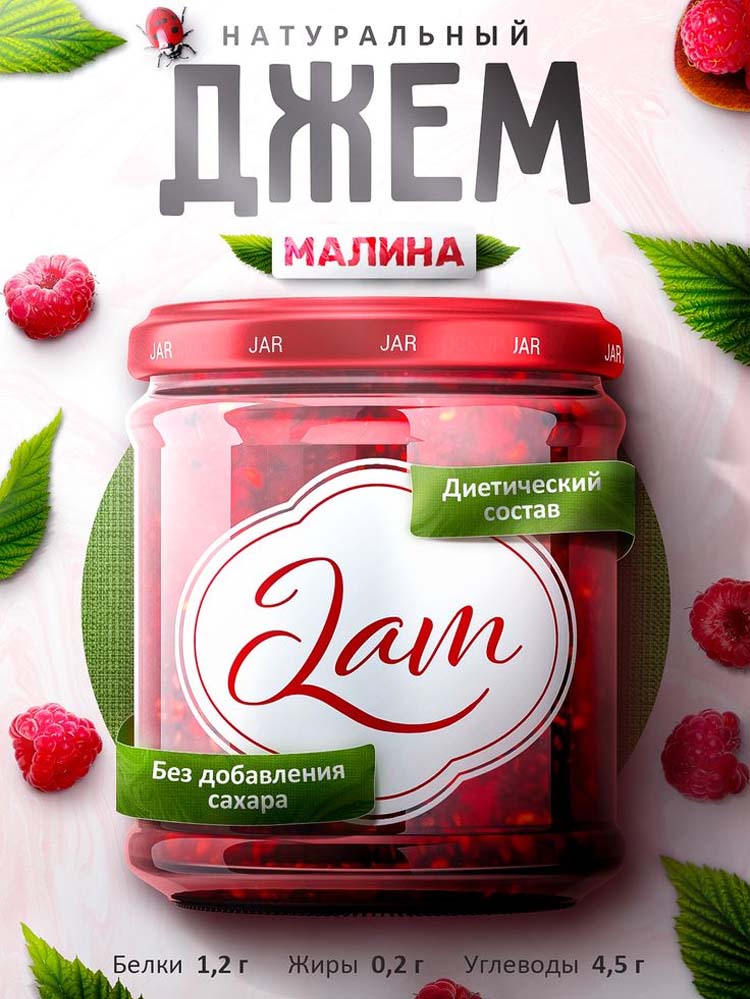 НАТУРАЛЬНЫЙ
ДЖЕМ
МАЛИНА
JAR JAR JAR JAR JAR
Диетический
состав
Jam
Без добавления
сахара
Белки 1,2 г Жиры 0,2 г Углеводы 4,5 г